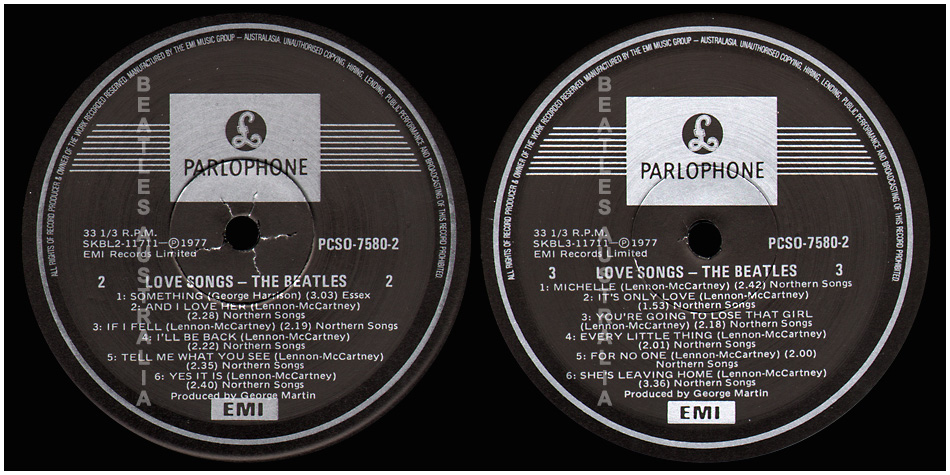 ALL RIGHTS OF RECORD PRODUCER & OWNER OF THE WORK RECORDED RESERVED. MANUFACTURED BY THE EMI MUSIC GROUP – AUSTRALASIA. UNAUTHORISED COPYING, HIRING, LENDING, PUBLIC PERFORMANCE AND BROADCASTING OF THIS RECORD PROHIBITED
BEATLES AUSTRALIA
£
PARLOPHONE
33 1/3 R.P.M.
SKBL2-11711–Ⓟ1977
EMI Records Limited
PCSO-7580-2
2 LOVE SONGS – THE BEATLES 2
1: SOMETHING (George Harrison) (3.03) Essex
2: AND I LOVE HER (Lennon-McCartney)
(2.28) Northern Songs
3: IF I FELL (Lennon-McCartney) (2.19) Northern Songs
4: I'LL BE BACK (Lennon-McCartney)
(2.22) Northern Songs
5: TELL ME WHAT YOU SEE (Lennon-McCartney)
(2.35) Northern Songs
6: YES IT IS (Lennon-McCartney)
(2.40) Northern Songs
Produced by George Martin
EMI
ALL RIGHTS OF RECORD PRODUCER & OWNER OF THE WORK RECORDED RESERVED. MANUFACTURED BY THE EMI MUSIC GROUP – AUSTRALASIA. UNAUTHORISED COPYING, HIRING, LENDING, PUBLIC PERFORMANCE AND BROADCASTING OF THIS RECORD PROHIBITED
BEATLES AUSTRALIA
£
PARLOPHONE
33 1/3 R.P.M.
SKBL3-11711–Ⓟ1977
EMI Records Limited
PCSO-7580-2
3 LOVE SONGS – THE BEATLES 3
1: MICHELLE (Lennon-McCartney) (2.42) Northern Songs
2: IT'S ONLY LOVE (Lennon-McCartney)
(1.53) Northern Songs
3: YOU'RE GOING TO LOSE THAT GIRL
(Lennon-McCartney) (2.18) Northern Songs
4: EVERY LITTLE THING (Lennon-McCartney)
(2.01) Northern Songs
5: FOR NO ONE (Lennon-McCartney) (2.00)
Northern Songs
6: SHE'S LEAVING HOME (Lennon-McCartney)
(3.36) Northern Songs
Produced by George Martin
EMI